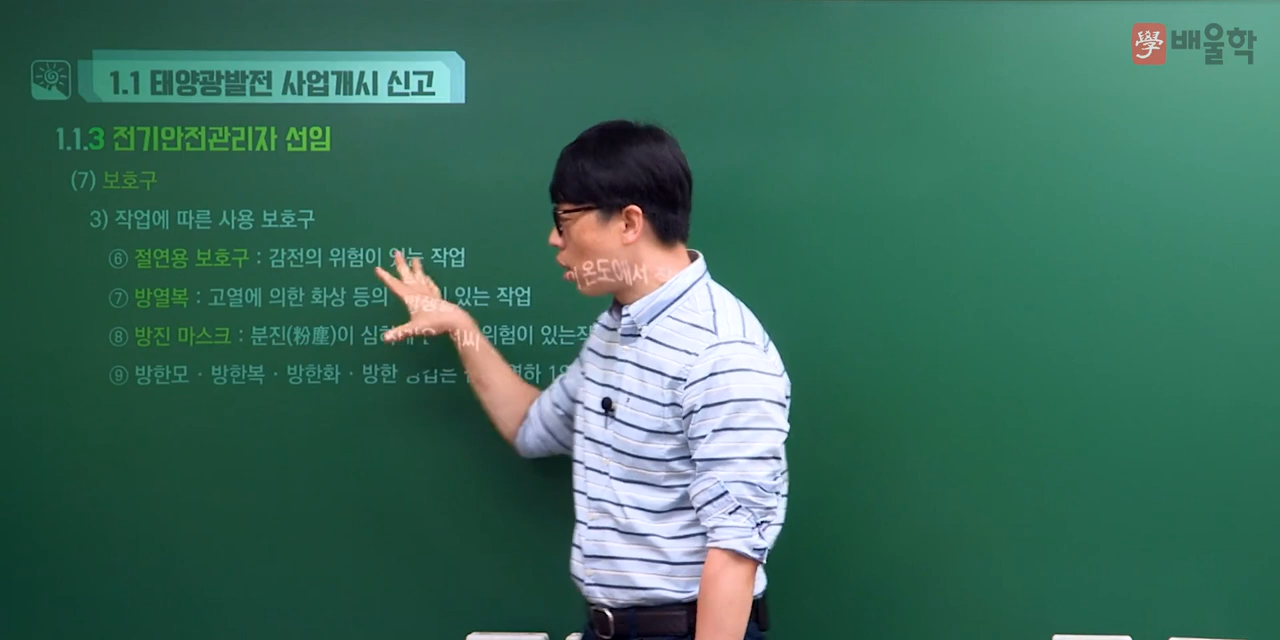 學 배울학
1.1 태양광발전 사업개시 신고
1.1.3 전기안전관리자 선임
(7) 보호구
3) 작업에 따른 사용 보호구
⑥ 절연용 보호구 : 감전의 위험이 있는 작업
⑦ 방열복 : 고열에 의한 화상 등의 있는 작업
⑧ 방진 마스크 : 분진(粉塵)이 위험이 있는
⑨ 방한모 · 방한복 · 방한화 · 방한
온도에서